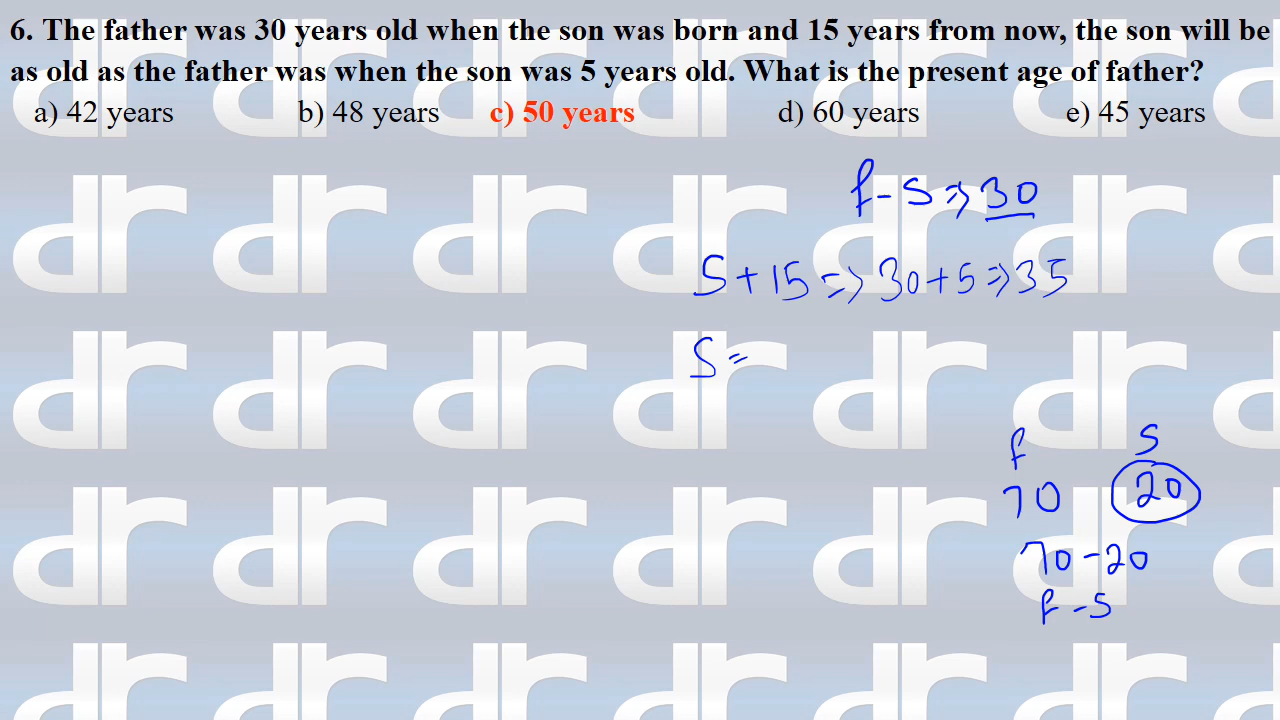 6. The father was 30 years old when the son was born and 15 years from now, the son will be
as old as the father was when the son was 5 years old. What is the present age of father?
a) 42 years b) 48 years c) 50 years d) 60 years e) 45 years
f - S => 30
S + 15 => 30 + 5 => 35
S =
f S
70 20
70 - 20
f - S